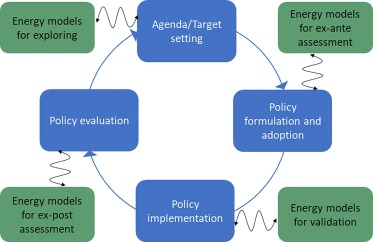 Energy models
for exploring
Agenda/Target
setting
Energy models
for ex-ante
assessment
Policy evaluation
Policy
formulation and
adoption
Energy models
for ex-post
assessment
Policy
implementation
Energy models
for validation